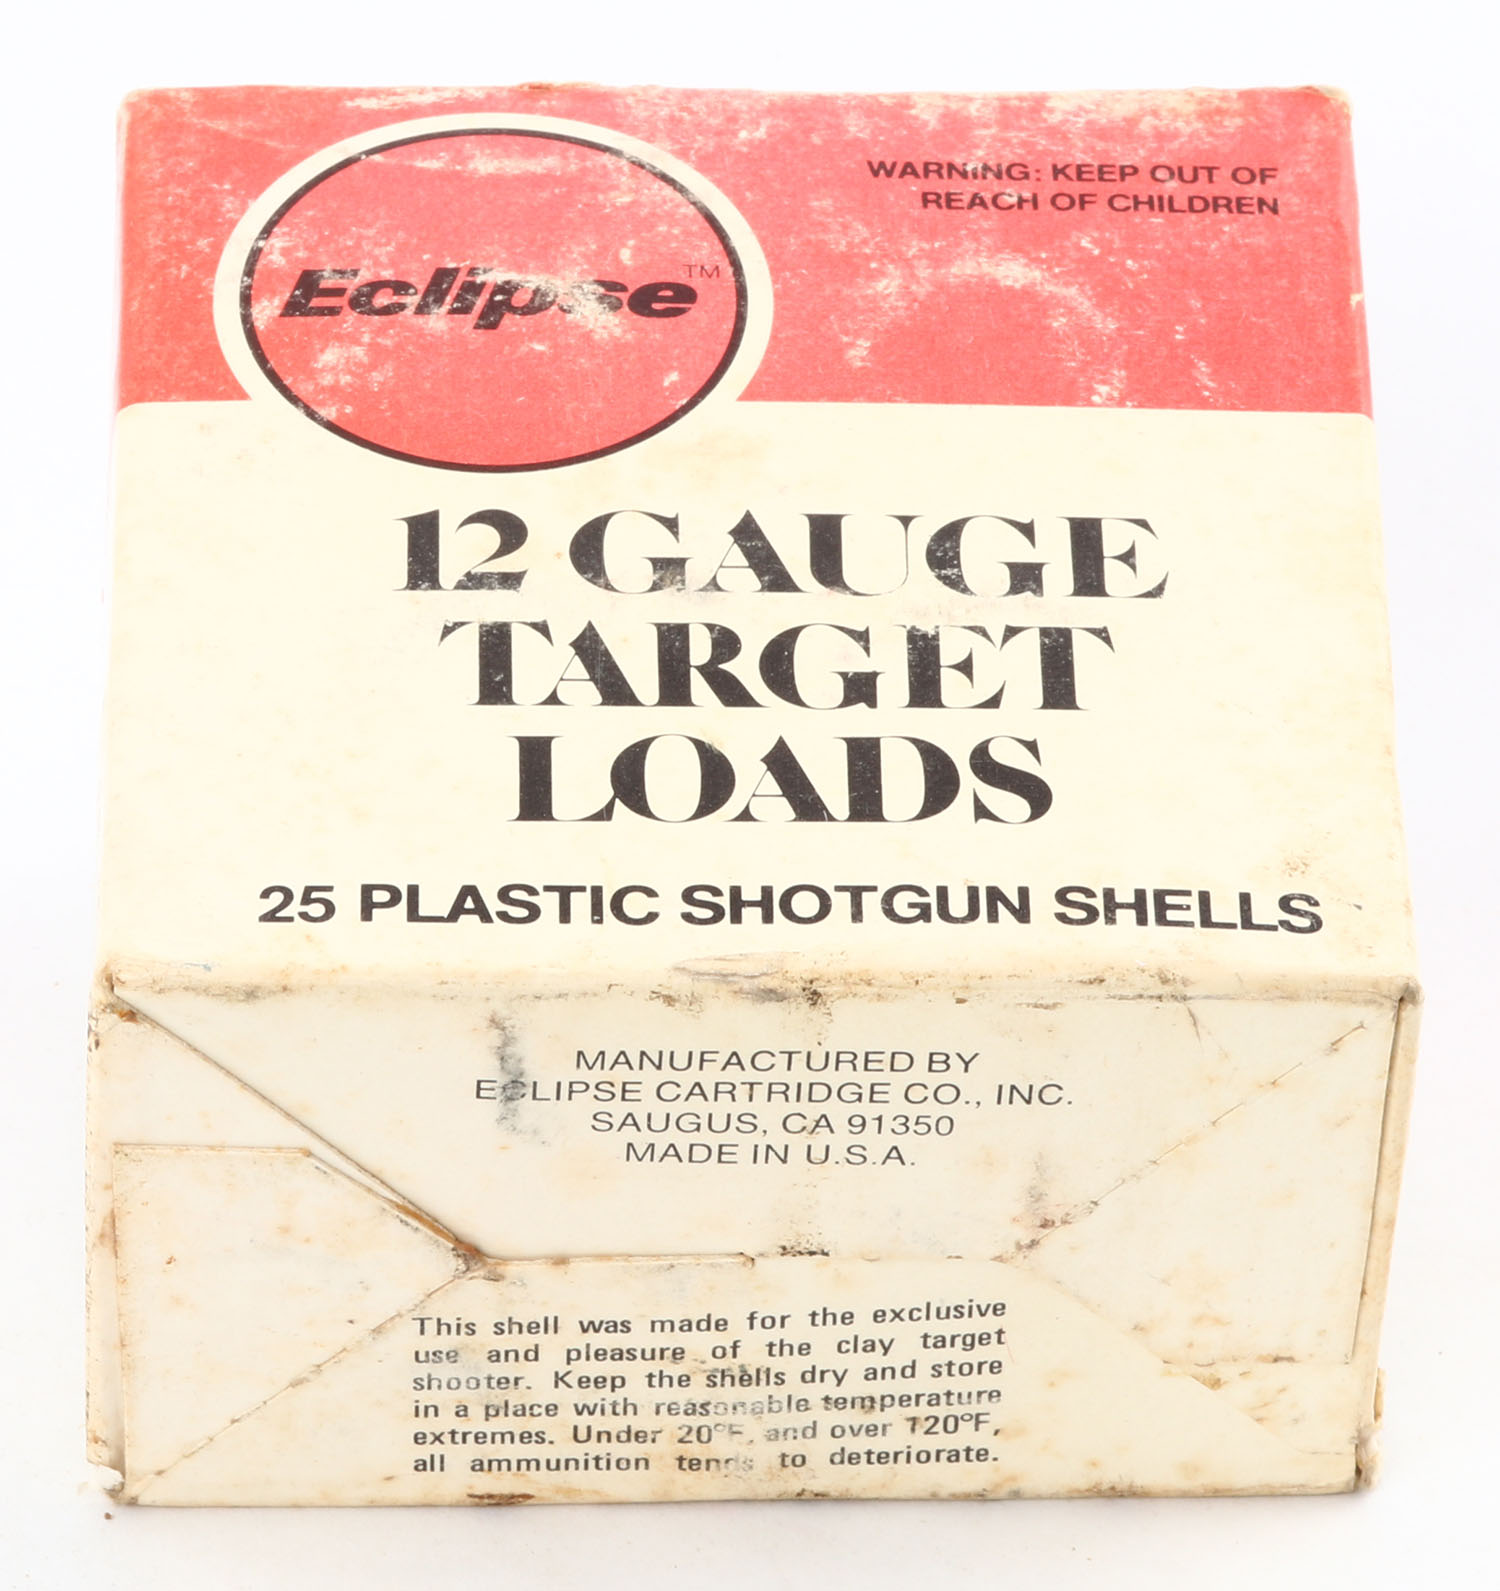 WARNING: KEEP OUT OF
REACH OF CHILDREN
Eclipse™
12 GAUGE
TARGET
LOADS
25 PLASTIC SHOTGUN SHELLS
MANUFACTURED BY
ECLIPSE CARTRIDGE CO., INC.
SAUGUS, CA 91350
MADE IN U.S.A.
This shell was made for the exclusive
use and pleasure of the clay target
shooter. Keep the shells dry and store
in a place with reasonable temperature
extremes. Under 20°F, and over 120°F,
all ammunition tends to deteriorate.